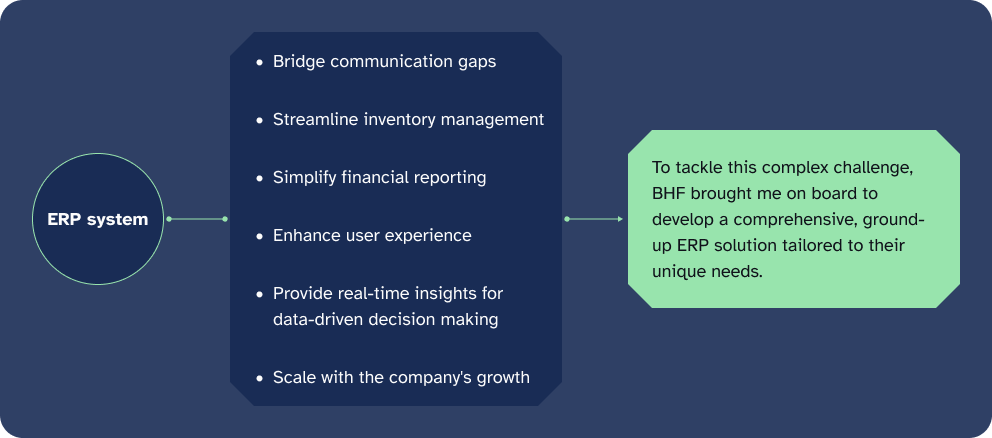 ERP system
• Bridge communication gaps
• Streamline inventory management
• Simplify financial reporting
• Enhance user experience
• Provide real-time insights for
data-driven decision making
• Scale with the company's growth
To tackle this complex challenge,
BHF brought me on board to
develop a comprehensive, ground-
up ERP solution tailored to their
unique needs.